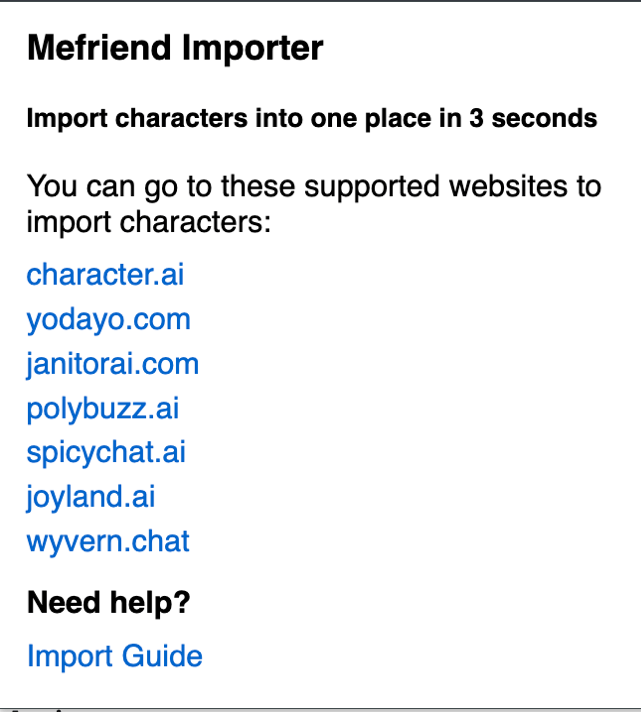 Mefriend Importer
Import characters into one place in 3 seconds
You can go to these supported websites to
import characters:
character.ai
yodayo.com
janitorai.com
polybuzz.ai
spicychat.ai
joyland.ai
wyvern.chat
Need help?
Import Guide